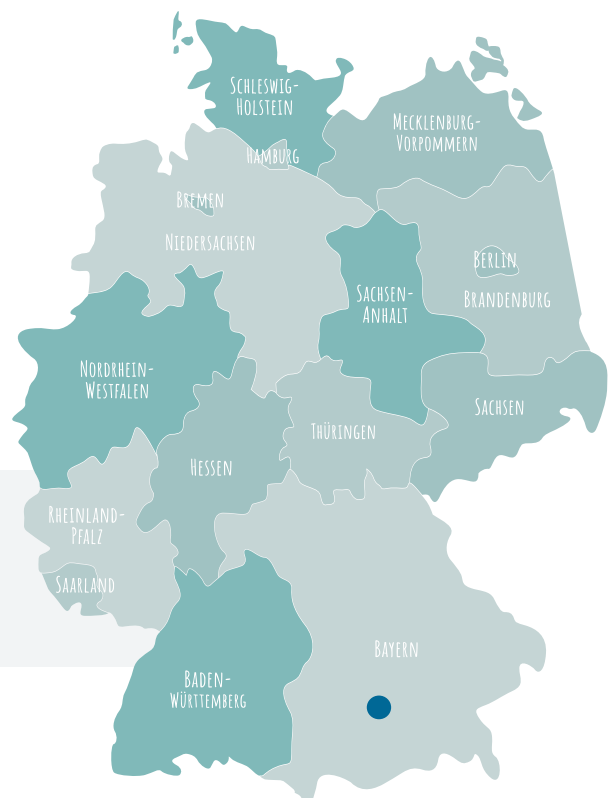 SCHLESWIG-
HOLSTEIN
MECKLENBURG-
VORPOMMERN
HAMBURG
BREMEN
NIEDERSACHSEN
BERLIN
BRANDENBURG
SACHSEN-
ANHALT
NORDRHEIN-
WESTFALEN
SACHSEN
THÜRINGEN
HESSEN
RHEINLAND-
PFALZ
SAARLAND
BAYERN
BADEN-
WÜRTTEMBERG